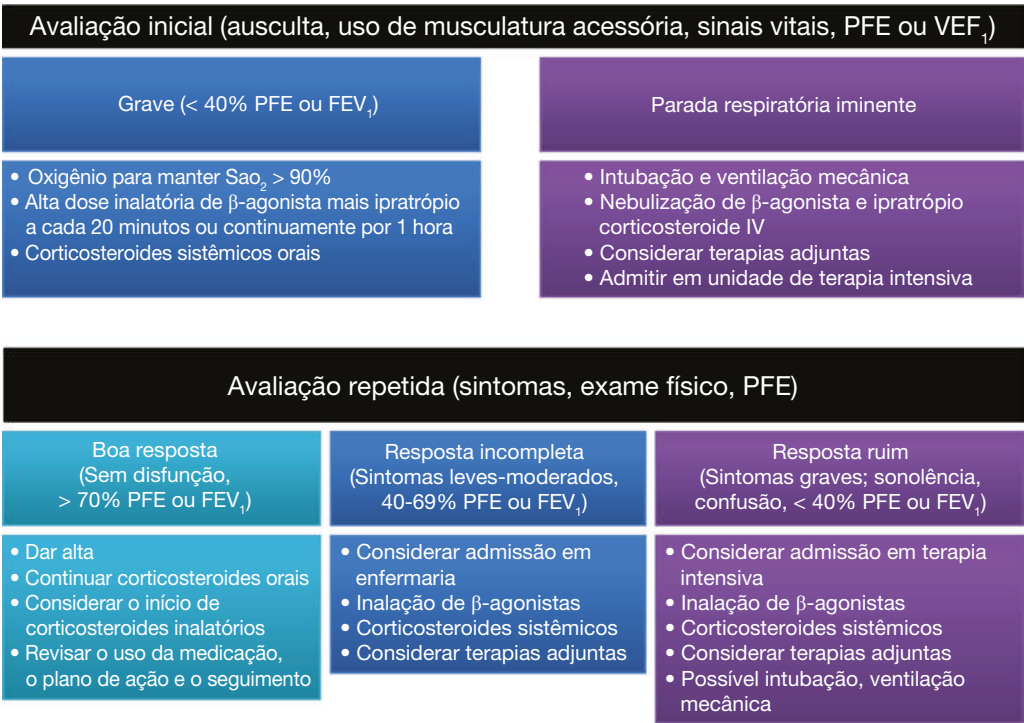 Avaliação inicial (ausculta, uso de musculatura acessória, sinais vitais, PFE ou VEF₁)
Grave (< 40% PFE ou FEV₁)
• Oxigênio para manter Sao₂ > 90%
• Alta dose inalatória de β-agonista mais ipratrópio
a cada 20 minutos ou continuamente por 1 hora
• Corticosteroides sistêmicos orais
Parada respiratória iminente
• Intubação e ventilação mecânica
• Nebulização de β-agonista e ipratrópio
corticosteroide IV
• Considerar terapias adjuntas
• Admitir em unidade de terapia intensiva
Avaliação repetida (sintomas, exame físico, PFE)
Boa resposta
(Sem disfunção,
> 70% PFE ou FEV₁)
• Dar alta
• Continuar corticosteroides orais
• Considerar o início de
corticosteroides inalatórios
• Revisar o uso da medicação,
o plano de ação e o seguimento
Resposta incompleta
(Sintomas leves-moderados,
40-69% PFE ou FEV₁)
• Considerar admissão em
enfermaria
• Inalação de β-agonistas
• Corticosteroides sistêmicos
• Considerar terapias adjuntas
Resposta ruim
(Sintomas graves; sonolência,
confusão, < 40% PFE ou FEV₁)
• Considerar admissão em terapia
intensiva
• Inalação de β-agonistas
• Corticosteroides sistêmicos
• Considerar terapias adjuntas
• Possível intubação, ventilação
mecânica